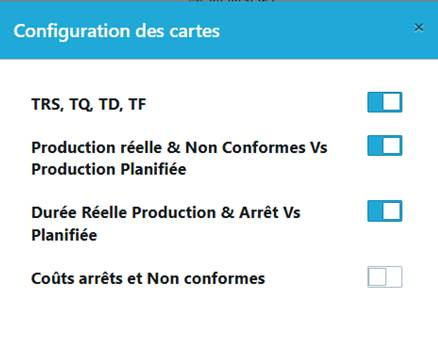 Configuration des cartes
×
TRS, TQ, TD, TF
Production réelle & Non Conformes Vs
Production Planifiée
Durée Réelle Production & Arrêt Vs
Planifiée
Coûts arrêts et Non conformes